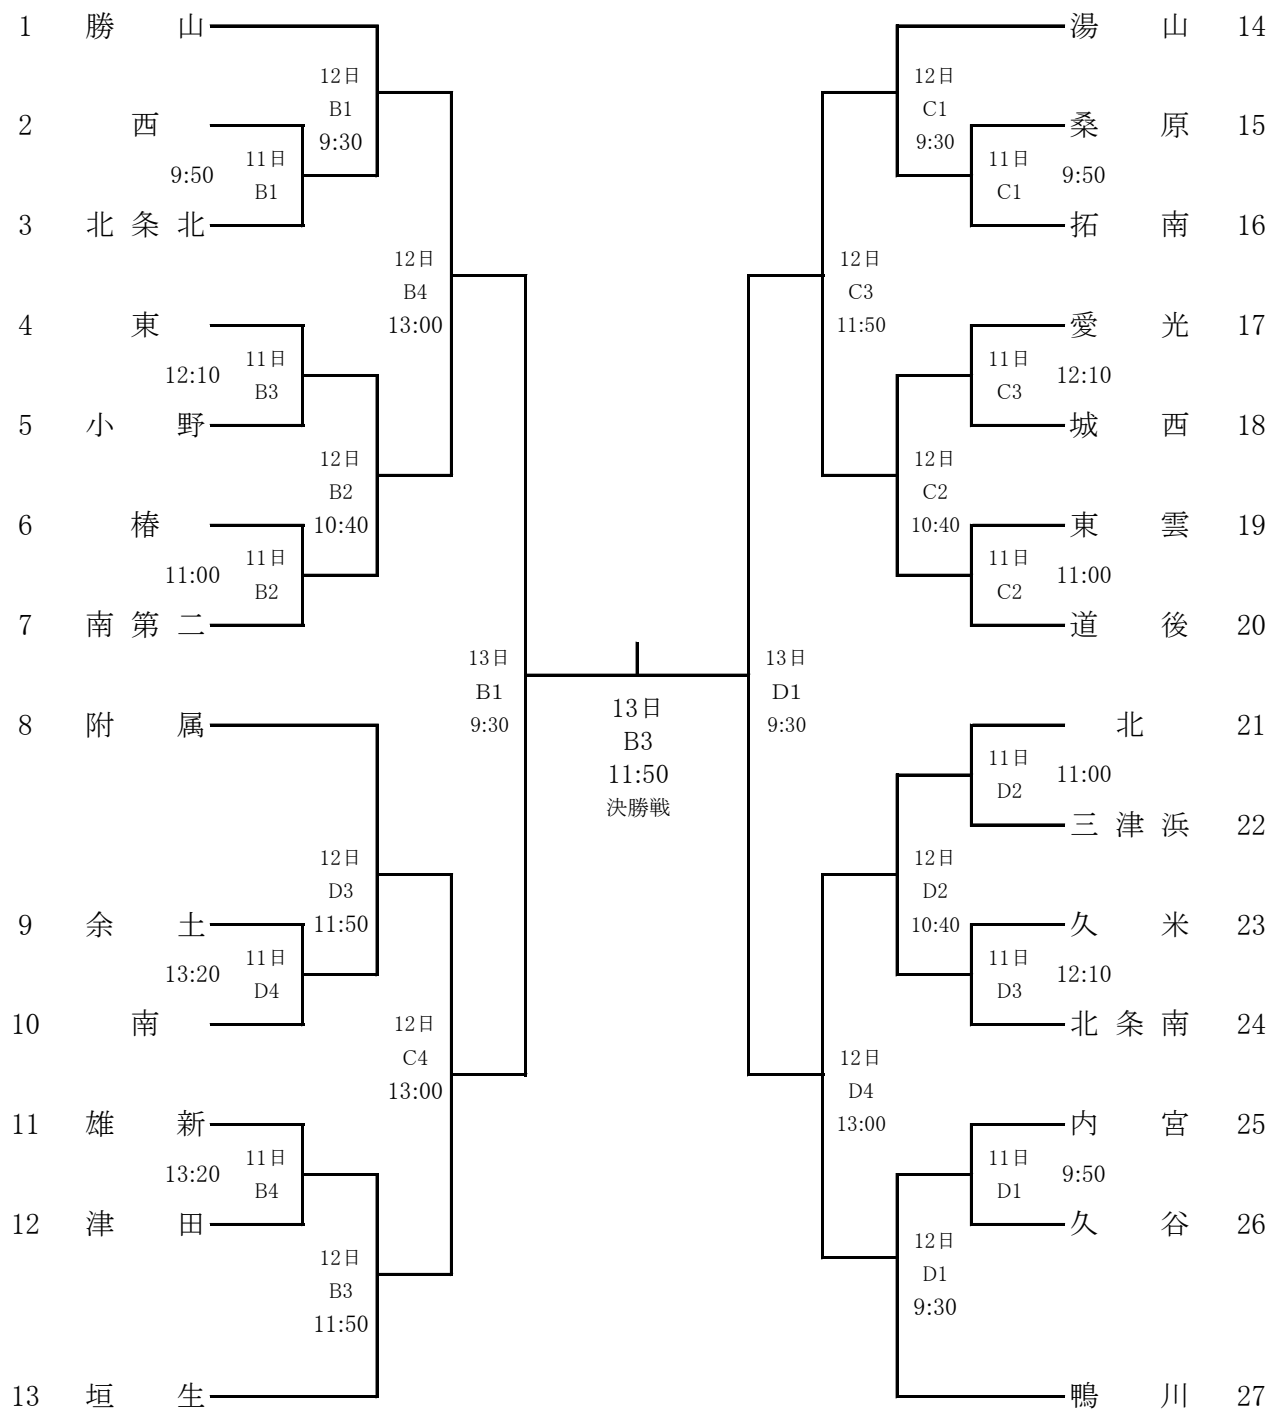 1 勝山
12日
B1
9:30
2 西
9:50
11日
B1
3 北条北
12日
B4
13:00
4 東
12:10
11日
B3
5 小野
12日
B2
10:40
6 椿
11:00
11日
B2
7 南第二
13日
B1
9:30
8 附属
12日
D3
11:50
9 余土
13:20
11日
D4
10 南
12日
C4
13:00
11 雄新
13:20
11日
B4
12 津田
12日
B3
11:50
13 垣生
13日
B3
11:50
決勝戦
湯山 14
12日
C1
9:30
桑原 15
11日
C1
9:50
拓南 16
12日
C3
11:50
愛光 17
11日
C3
12:10
城西 18
12日
C2
10:40
東雲 19
11日
C2
11:00
道後 20
13日
D1
9:30
北 21
11日
D2
11:00
三津浜 22
12日
D2
10:40
久米 23
11日
D3
12:10
北条南 24
12日
D4
13:00
内宮 25
11日
D1
9:50
久谷 26
12日
D1
9:30
鴨川 27